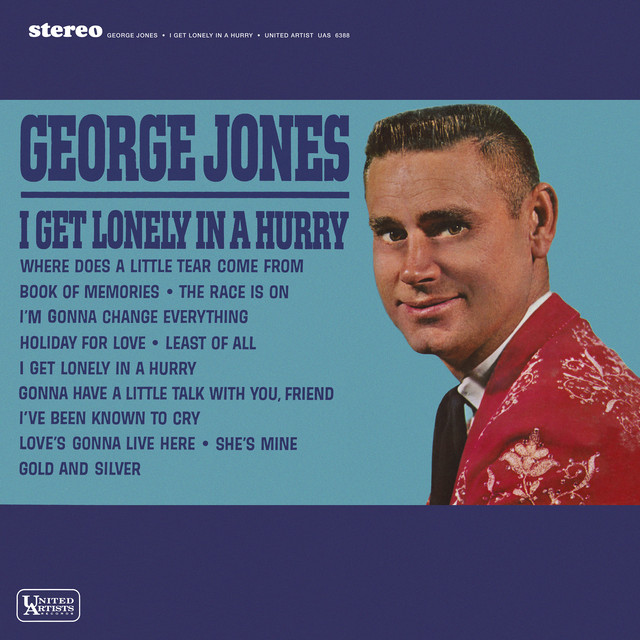 stereo GEORGE JONES • I GET LONELY IN A HURRY • UNITED ARTIST UAS 6388
GEORGE JONES
I GET LONELY IN A HURRY
WHERE DOES A LITTLE TEAR COME FROM
BOOK OF MEMORIES • THE RACE IS ON
I'M GONNA CHANGE EVERYTHING
HOLIDAY FOR LOVE • LEAST OF ALL
I GET LONELY IN A HURRY
GONNA HAVE A LITTLE TALK WITH YOU, FRIEND
I'VE BEEN KNOWN TO CRY
LOVE'S GONNA LIVE HERE • SHE'S MINE
GOLD AND SILVER
UNITED
ARTISTS
RECORDS